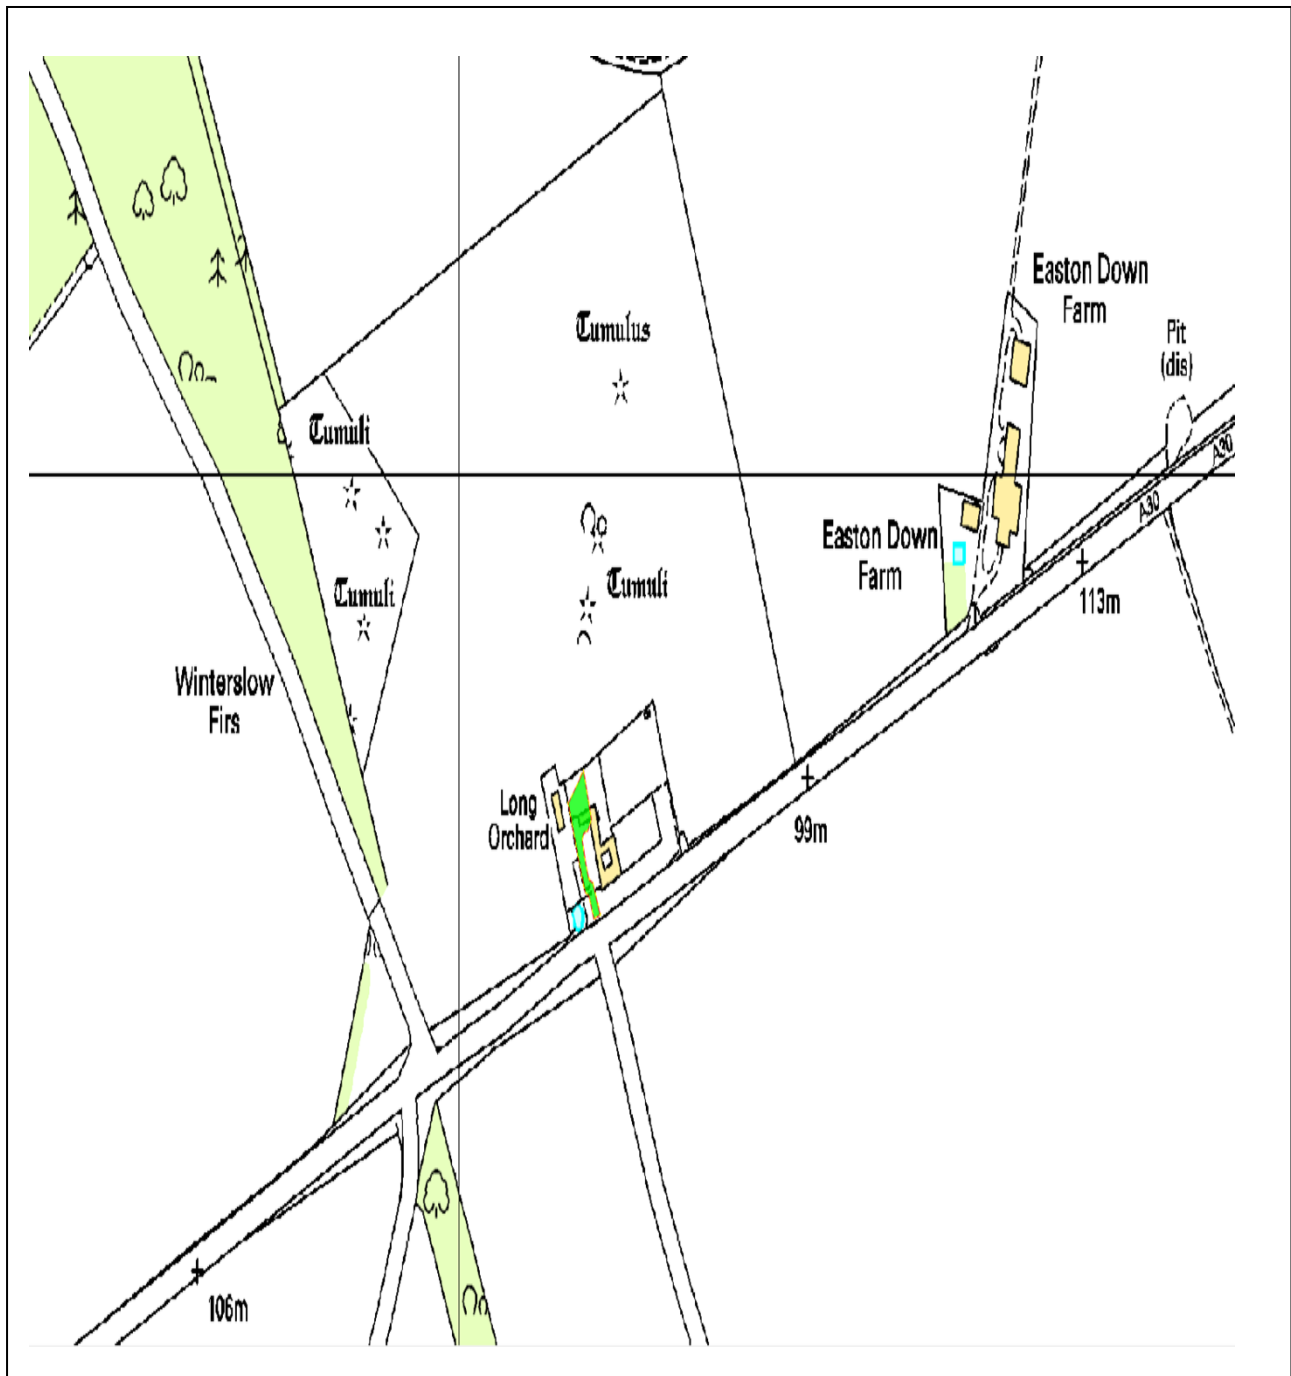 Easton Down
Farm
Tumulus
Pit
(dis)
Tumuli
A30
A30
Easton Down
Farm
Tumuli
Tumuli
113m
Winterslow
Firs
Long
Orchard
99m
106m